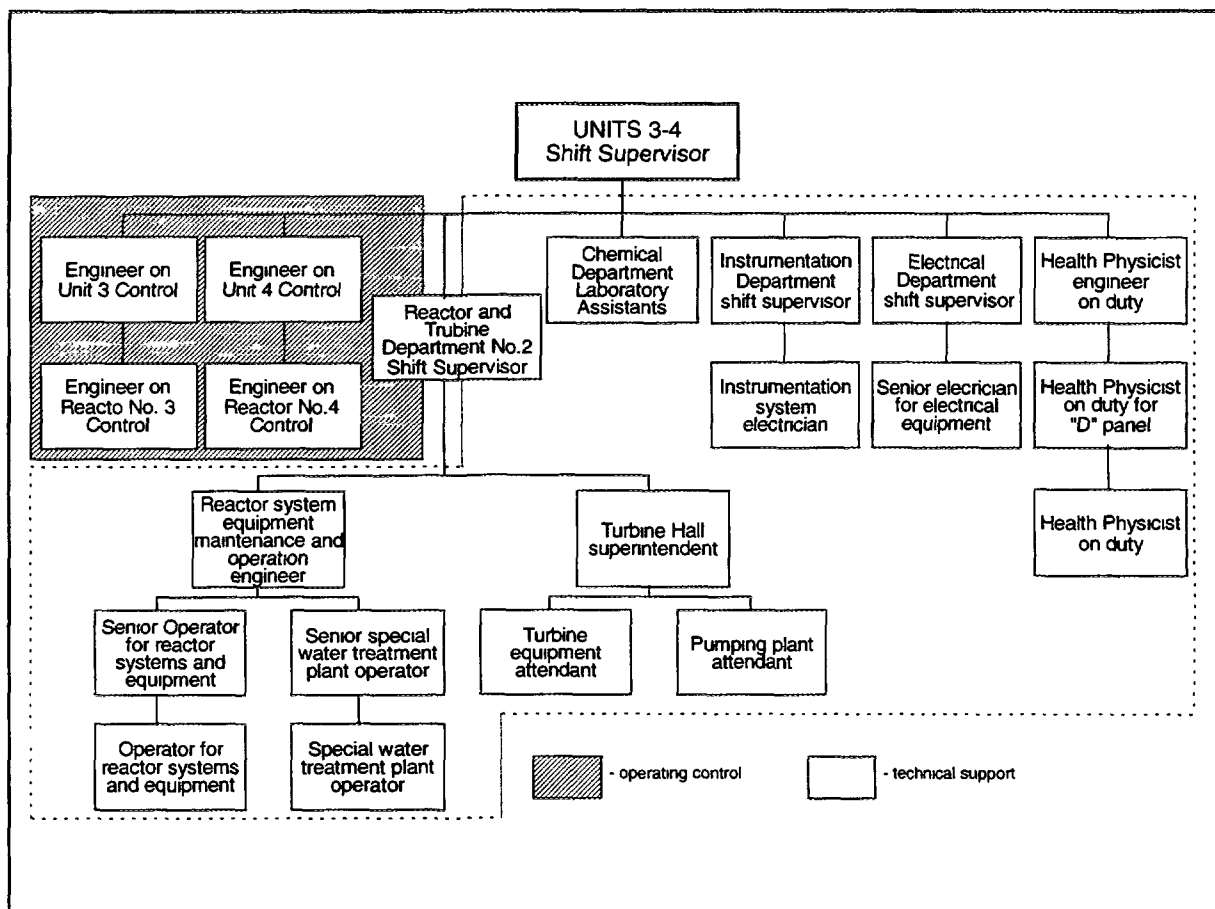 UNITS 3-4
Shift Supervisor
Engineer on
Unit 3 Control
Engineer on
Unit 4 Control
Reactor and
Trubine
Department No.2
Shift Supervisor
Chemical
Department
Laboratory
Assistants
Instrumentation
Department
shift supervisor
Electrical
Department
shift supervisor
Health Physicist
engineer
on duty
Engineer on
Reacto No. 3
Control
Engineer on
Reactor No.4
Control
Instrumentation
system
electrician
Senior electrician
for electrical
equipment
Health Physicist
on duty for
"D" panel
Health Physicist
on duty
Reactor system
equipment
maintenance and
operation
engineer
Turbine Hall
superintendent
Senior Operator
for reactor
systems and
equipment
Senior special
water treatment
plant operator
Turbine
equipment
attendant
Pumping plant
attendant
Operator for
reactor systems
and equipment
Special water
treatment plant
operator
- operating control
- technical support